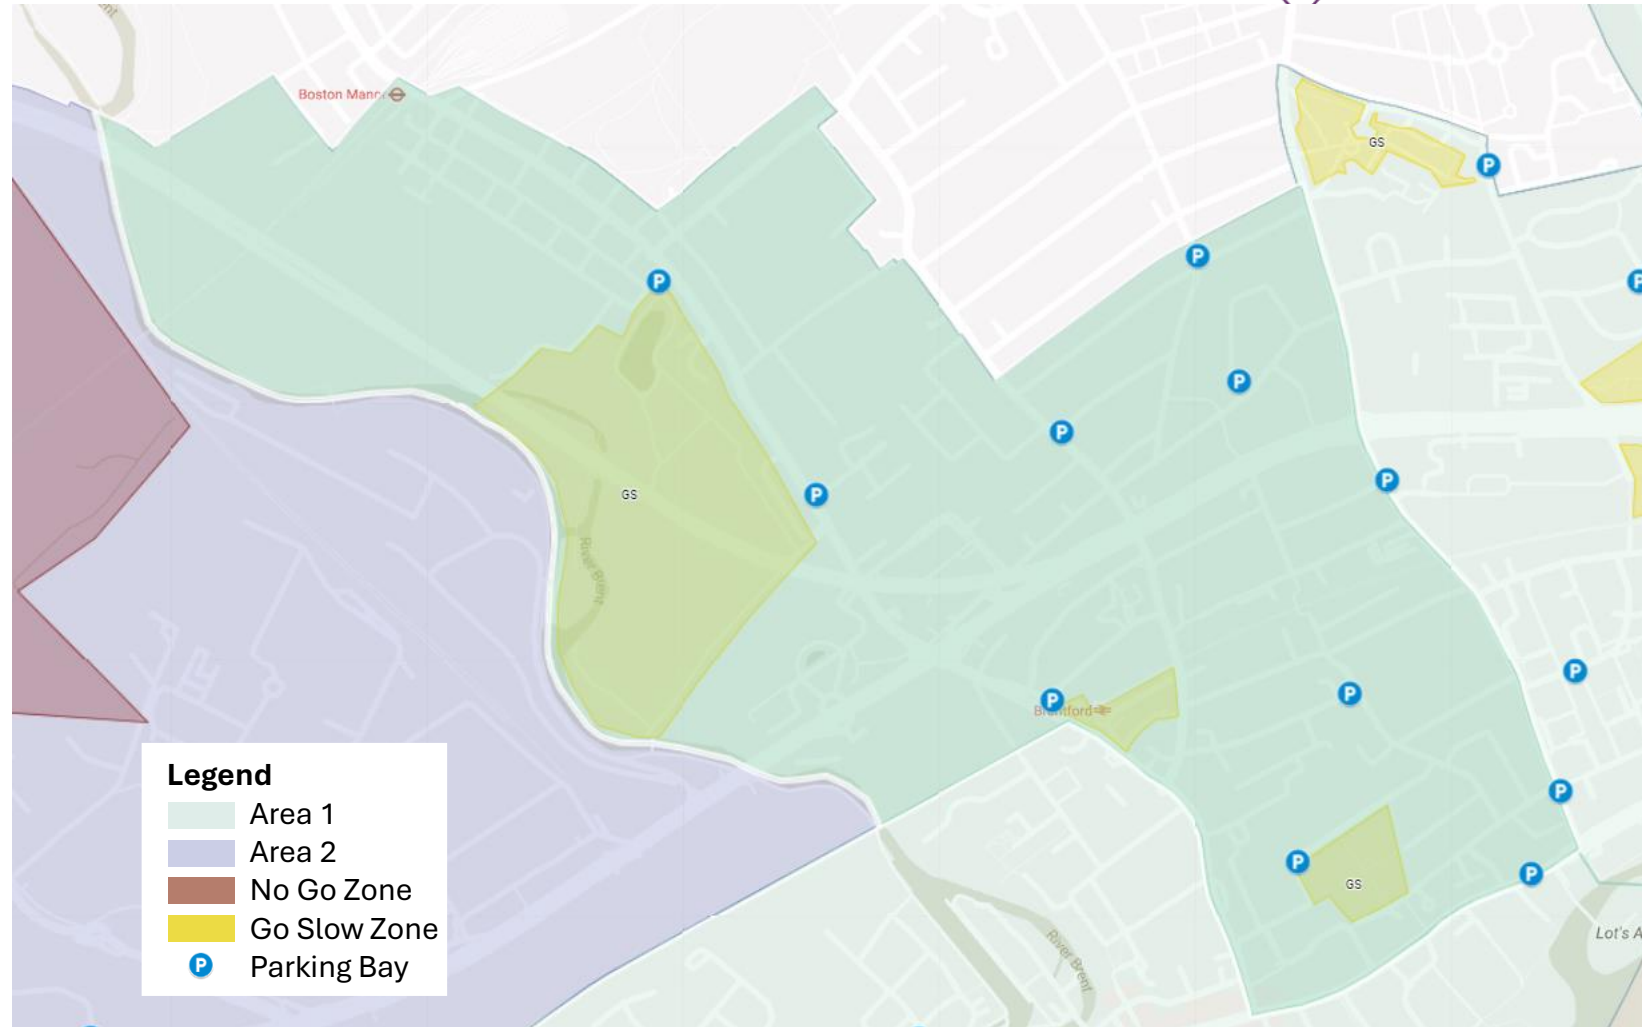 Boston Manor
GS
GS
River Brent
Brentford
GS
Lot's A
River Brent
Legend
Area 1
Area 2
No Go Zone
Go Slow Zone
P Parking Bay
P
P
P
P
P
P
P
P
P
P
P
P
P
P